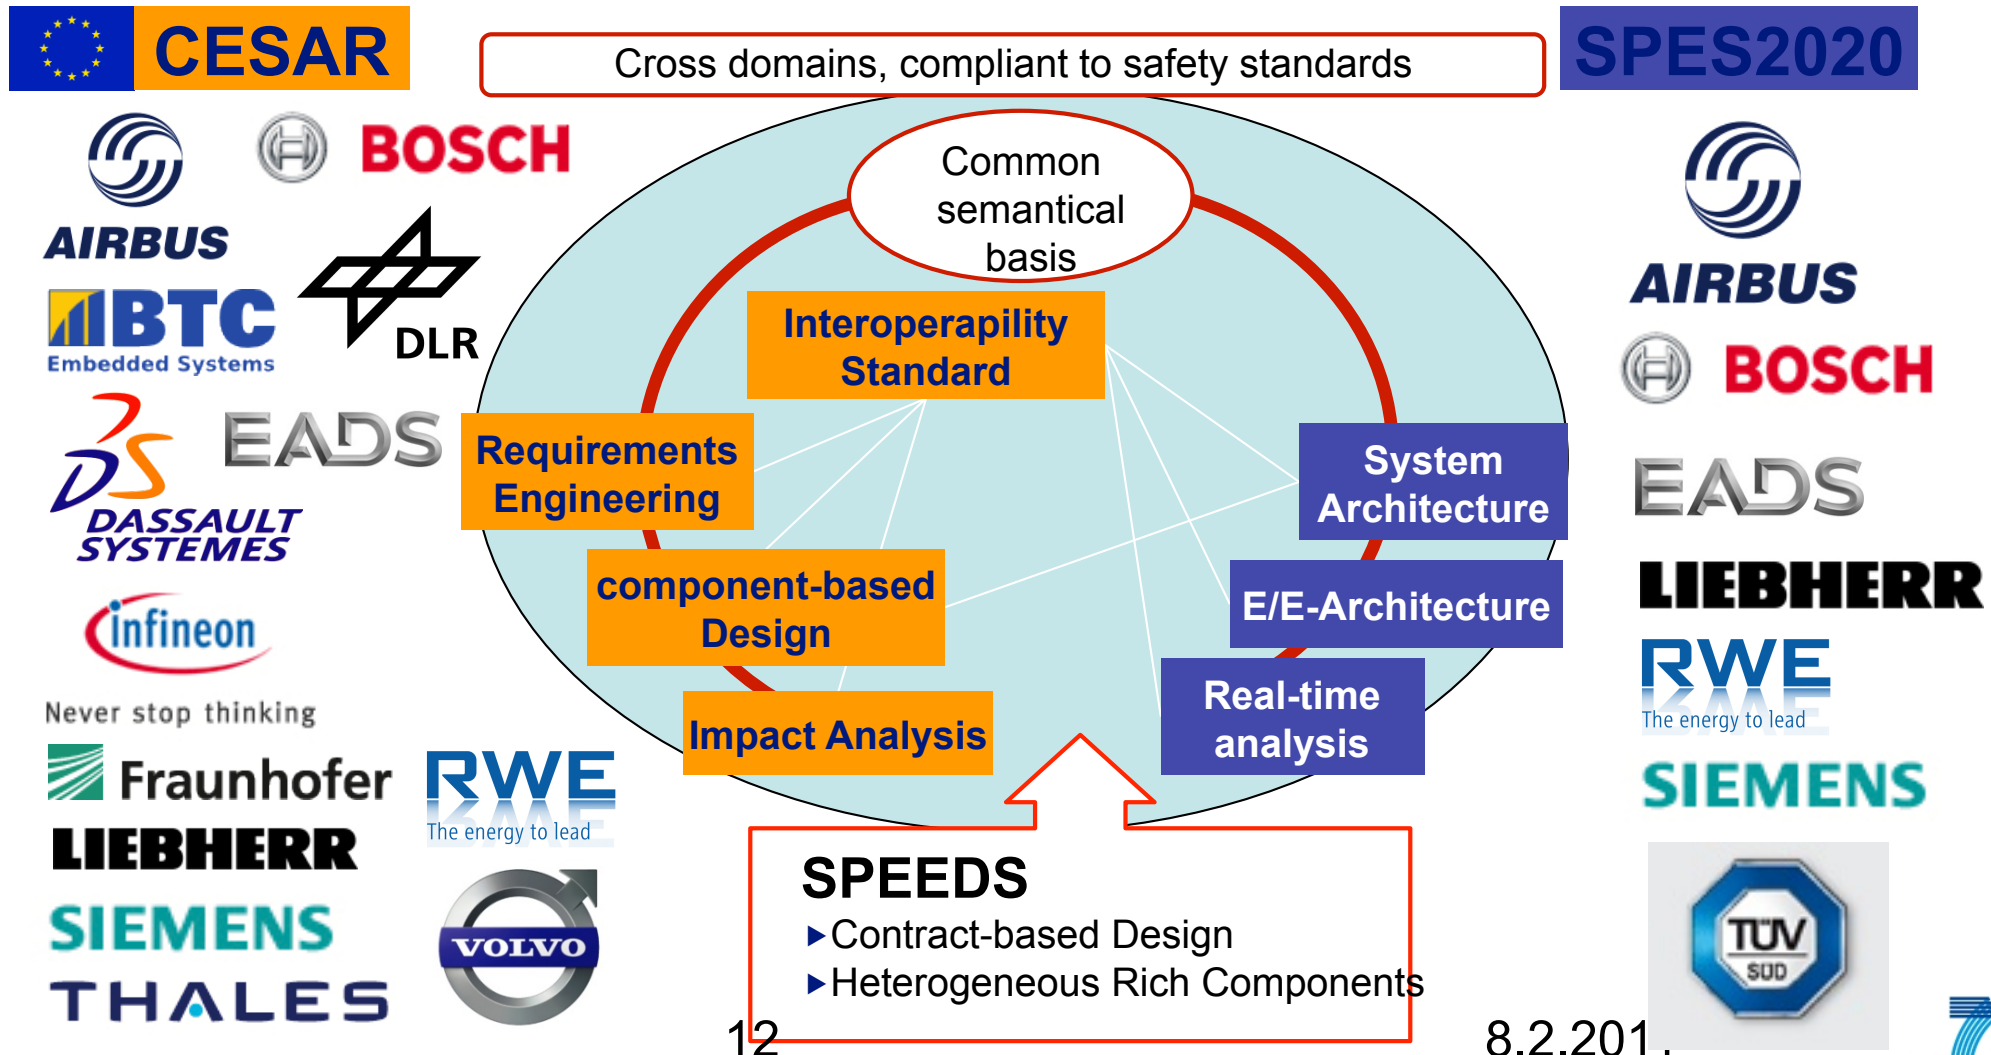 CESAR
Cross domains, compliant to safety standards
SPES2020
BOSCH
AIRBUS
BTC
Embedded Systems
DLR
DASSAULT
SYSTEMES
EADS
infineon
Never stop thinking
Fraunhofer
RWE
The energy to lead
LIEBHERR
SIEMENS
THALES
VOLVO
Common
semantical
basis
Interoperapility
Standard
Requirements
Engineering
component-based
Design
Impact Analysis
System
Architecture
E/E-Architecture
Real-time
analysis
SPEEDS
Contract-based Design
Heterogeneous Rich Components
AIRBUS
BOSCH
EADS
LIEBHERR
RWE
The energy to lead
SIEMENS
TÜV
SÜD
12